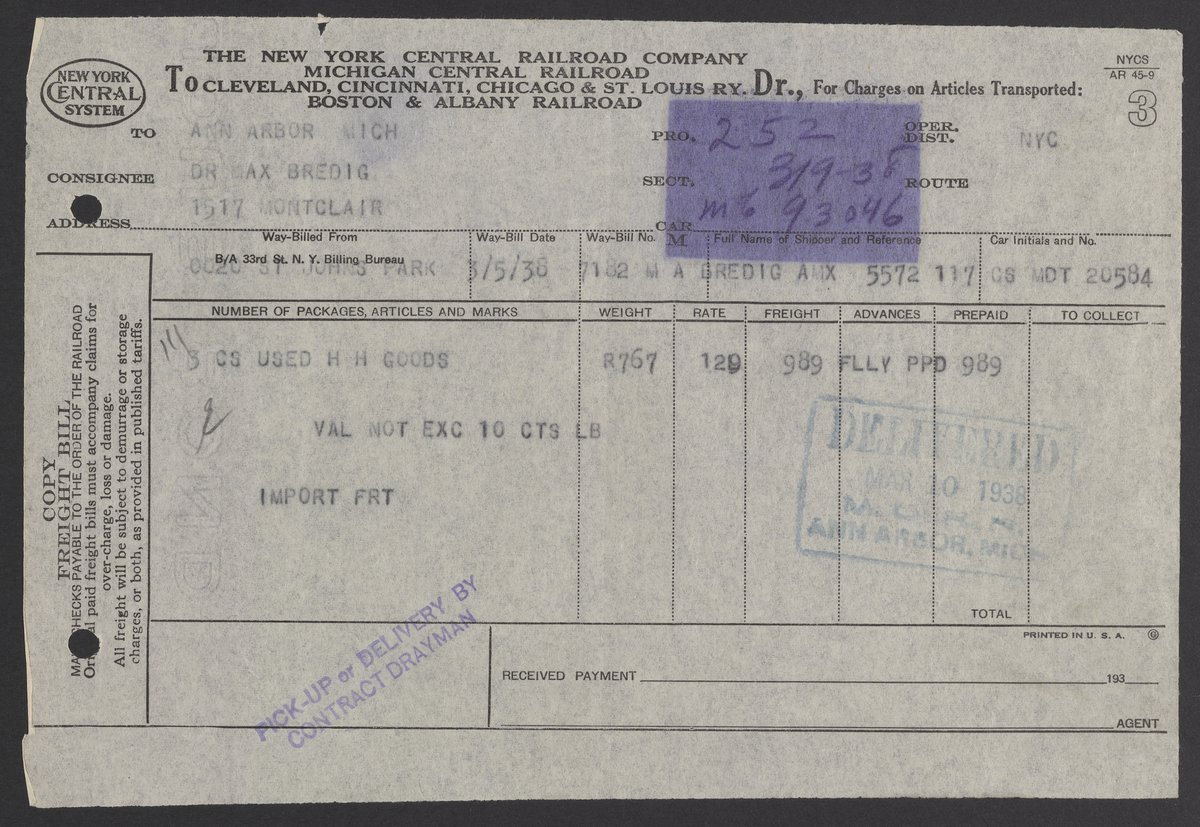 NEW YORK
CENTRAL
SYSTEM
THE NEW YORK CENTRAL RAILROAD COMPANY
MICHIGAN CENTRAL RAILROAD
To CLEVELAND, CINCINNATI, CHICAGO & ST. LOUIS RY. Dr., For Charges on Articles Transported:
BOSTON & ALBANY RAILROAD
NYCS
AR 45-9
3
TO ANN ARBOR MICH
PRO. 252
OPER. DIST. NYC
CONSIGNEE DR MAX BREDIG
SECT. 3/9-38
ROUTE
ADDRESS 1517 MONTCLAIR
CAR 93046
Way-Billed From
Way-Bill Date
Way-Bill No.
M
Full Name of Shipper and Reference
Car Initials and No.
B/A 33rd St. N. Y. Billing Bureau
ST JOHNS PARK 3/5/38 7182 M A BREDIG AMX 5572 117 CS MDT 20584
NUMBER OF PACKAGES, ARTICLES AND MARKS WEIGHT RATE FREIGHT ADVANCES PREPAID TO COLLECT
3 CS USED H H GOODS R767 129 989 FLLY PPD 989
VAL NOT EXC 10 CTS LB
IMPORT FRT
DELIVERED
MAR 10 1938
ANN ARBOR, MICH
TOTAL
COPY
FREIGHT BILL
CHECKS PAYABLE TO THE ORDER OF THE RAILROAD
paid freight bills must accompany claims for
over-charge, loss or damage.
All freight will be subject to demurrage or storage
charges, or both, as provided in published tariffs.
PICK-UP or DELIVERY BY
CONTRACT DRAYMAN
PRINTED IN U. S. A. G
RECEIVED PAYMENT 193
AGENT